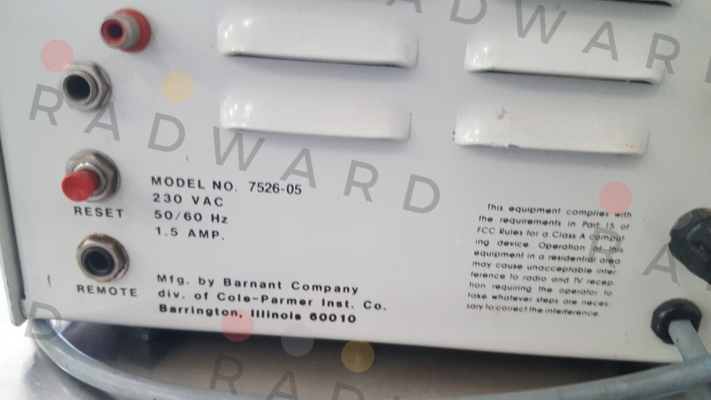 RADWARD
RADWARD
MODEL NO. 7526-05
230 VAC
50/60 Hz
1.5 AMP.
RESET
REMOTE
Mfg. by Barnant Company
div. of Cole-Parmer Inst. Co.
Barrington, Illinois 60010
This equipment complies with
the requirements in Part 15 of
FCC Rules for a Class A comput
ing device. Operation of this
equipment in a residential area
may cause unacceptable inter-
ference to radio and TV recep
tion requiring the operator to
take whatever steps are neces-
sary to correct the interference.
RA
D
RAD